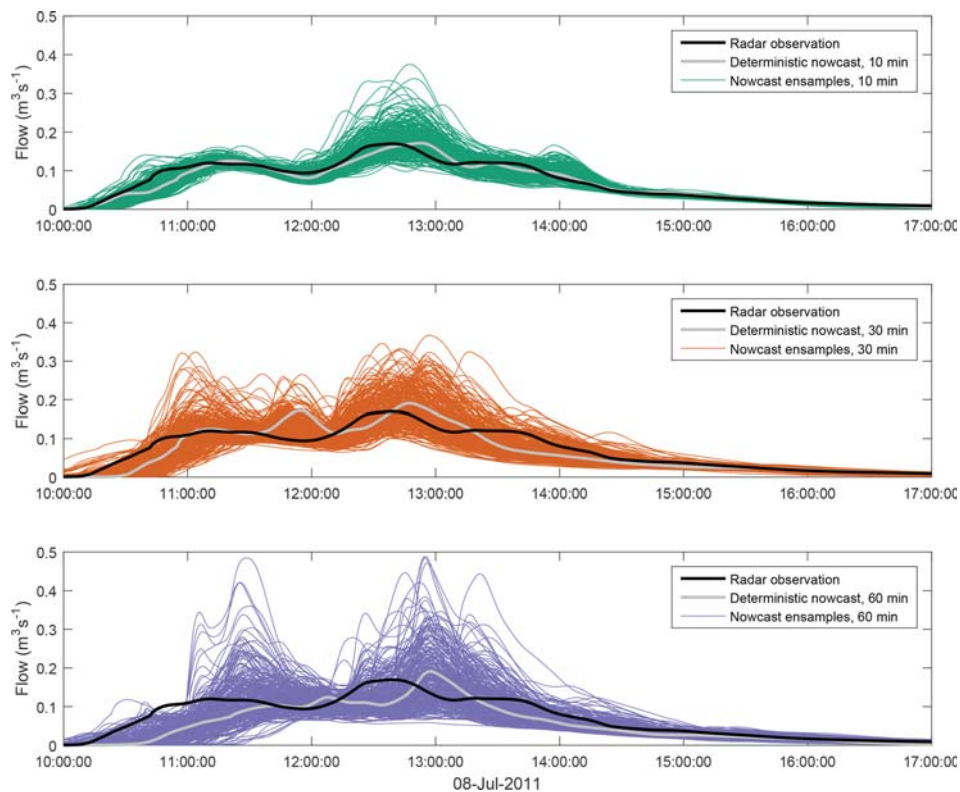 0.5
0.4
0.3
0.2
0.1
0
Flow (m³s⁻¹)
Radar observation
Deterministic nowcast, 10 min
Nowcast ensamples, 10 min
10:00:00 11:00:00 12:00:00 13:00:00 14:00:00 15:00:00 16:00:00 17:00:00
0.5
0.4
0.3
0.2
0.1
0
Flow (m³s⁻¹)
Radar observation
Deterministic nowcast, 30 min
Nowcast ensamples, 30 min
10:00:00 11:00:00 12:00:00 13:00:00 14:00:00 15:00:00 16:00:00 17:00:00
0.5
0.4
0.3
0.2
0.1
0
Flow (m³s⁻¹)
Radar observation
Deterministic nowcast, 60 min
Nowcast ensamples, 60 min
10:00:00 11:00:00 12:00:00 13:00:00 14:00:00 15:00:00 16:00:00 17:00:00
08-Jul-2011